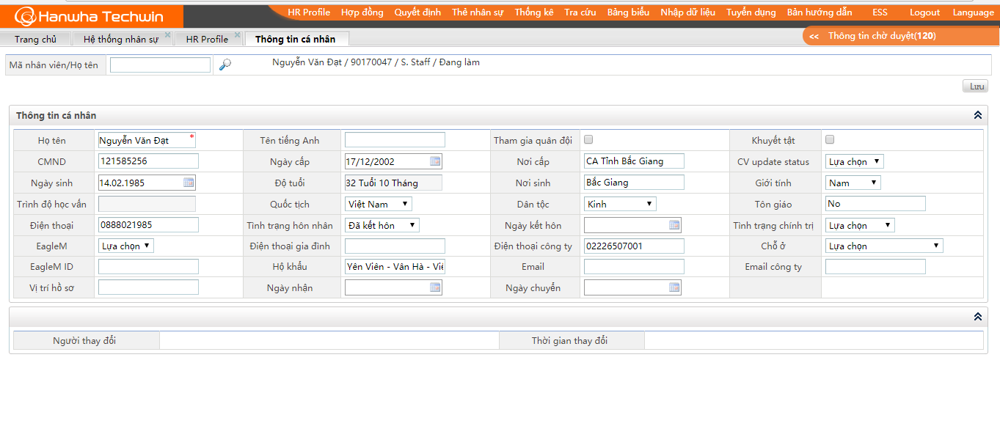 Hanwha Techwin
HR Profile Hợp đồng Quyết định Thẻ nhân sự Thống kê Tra cứu Bảng biểu Nhập dữ liệu Tuyển dụng Bản hướng dẫn ESS Logout Language
Trang chủ Hệ thống nhân sự HR Profile Thông tin cá nhân
<< Thông tin chờ duyệt(120)
Mã nhân viên/Họ tên Nguyễn Văn Đạt / 90170047 / S. Staff / Đang làm
Lưu
Thông tin cá nhân
Họ tên Nguyễn Văn Đạt * Tên tiếng Anh Tham gia quân đội Khuyết tật
CMND 121585256 Ngày cấp 17/12/2002 Nơi cấp CA Tỉnh Bắc Giang CV update status Lựa chọn
Ngày sinh 14.02.1985 Độ tuổi 32 Tuổi 10 Tháng Nơi sinh Bắc Giang Giới tính Nam
Trình độ học vấn Quốc tịch Việt Nam Dân tộc Kinh Tôn giáo No
Điện thoại 0888021985 Tình trạng hôn nhân Đã kết hôn Ngày kết hôn Tình trạng chính trị Lựa chọn
EagleM Lựa chọn Điện thoại gia đình Điện thoại công ty 02226507001 Chỗ ở Lựa chọn
EagleM ID Hộ khẩu Yên Viên - Vân Hà - Việ Email Email công ty
Vị trí hồ sơ Ngày nhận Ngày chuyển
Người thay đổi Thời gian thay đổi